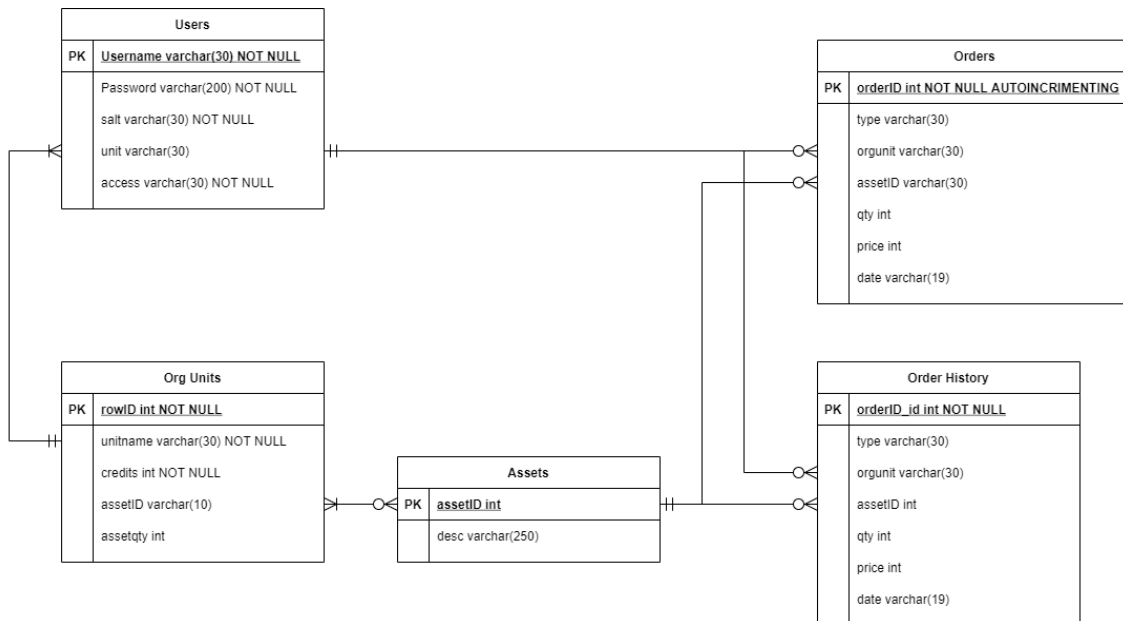 Users
PK Username varchar(30) NOT NULL
Password varchar(200) NOT NULL
salt varchar(30) NOT NULL
unit varchar(30)
access varchar(30) NOT NULL
Orders
PK orderID int NOT NULL AUTOINCRIMENTING
type varchar(30)
orgunit varchar(30)
assetID varchar(30)
qty int
price int
date varchar(19)
Org Units
PK rowID int NOT NULL
unitname varchar(30) NOT NULL
credits int NOT NULL
assetID varchar(10)
assetqty int
Assets
PK assetID int
desc varchar(250)
Order History
PK orderID_id int NOT NULL
type varchar(30)
orgunit varchar(30)
assetID int
qty int
price int
date varchar(19)